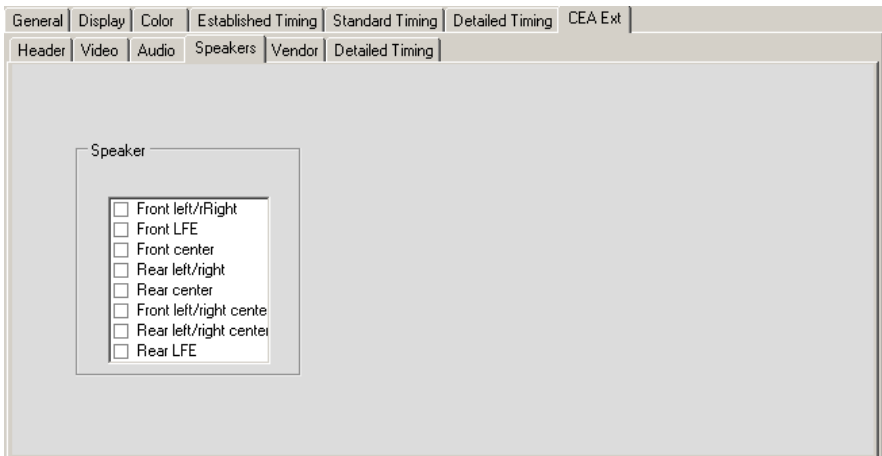 General Display Color Established Timing Standard Timing Detailed Timing CEA Ext
Header Video Audio Speakers Vendor Detailed Timing
Speaker
Front left/rRight
Front LFE
Front center
Rear left/right
Rear center
Front left/right cente
Rear left/right center
Rear LFE